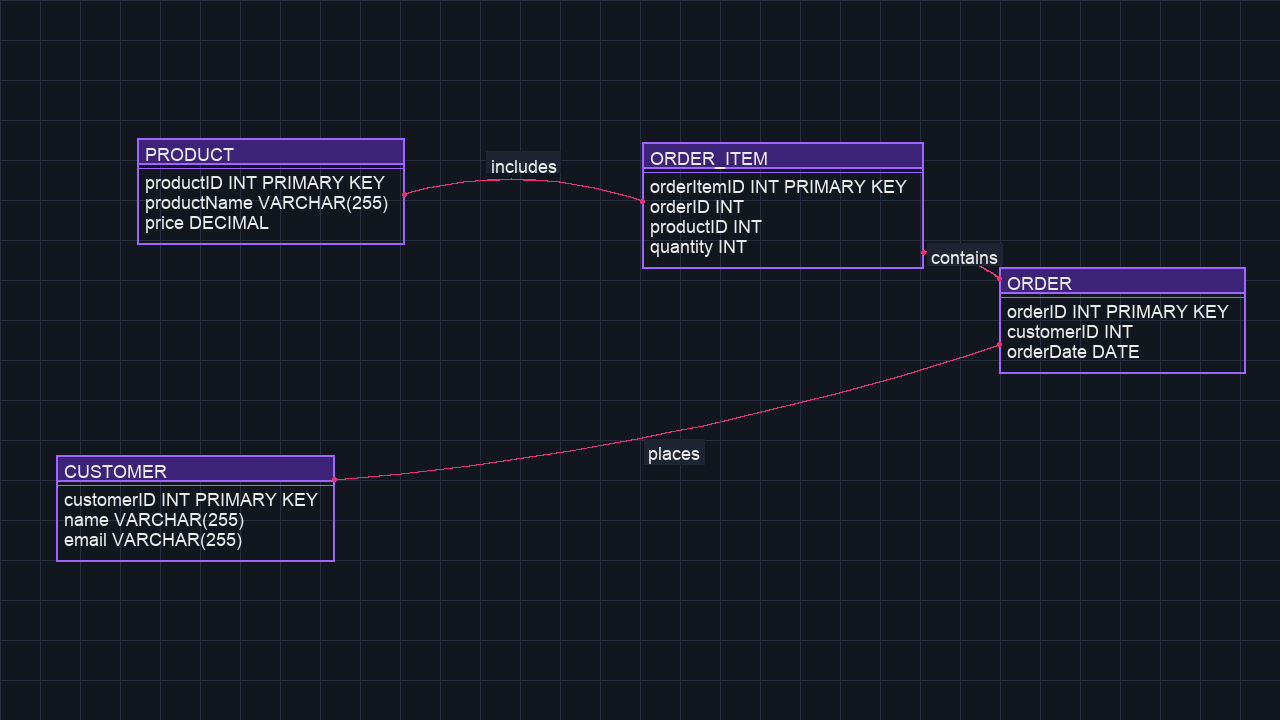 PRODUCT
productID INT PRIMARY KEY
productName VARCHAR(255)
price DECIMAL
includes
ORDER_ITEM
orderItemID INT PRIMARY KEY
orderID INT
productID INT
quantity INT
contains
ORDER
orderID INT PRIMARY KEY
customerID INT
orderDate DATE
places
CUSTOMER
customerID INT PRIMARY KEY
name VARCHAR(255)
email VARCHAR(255)